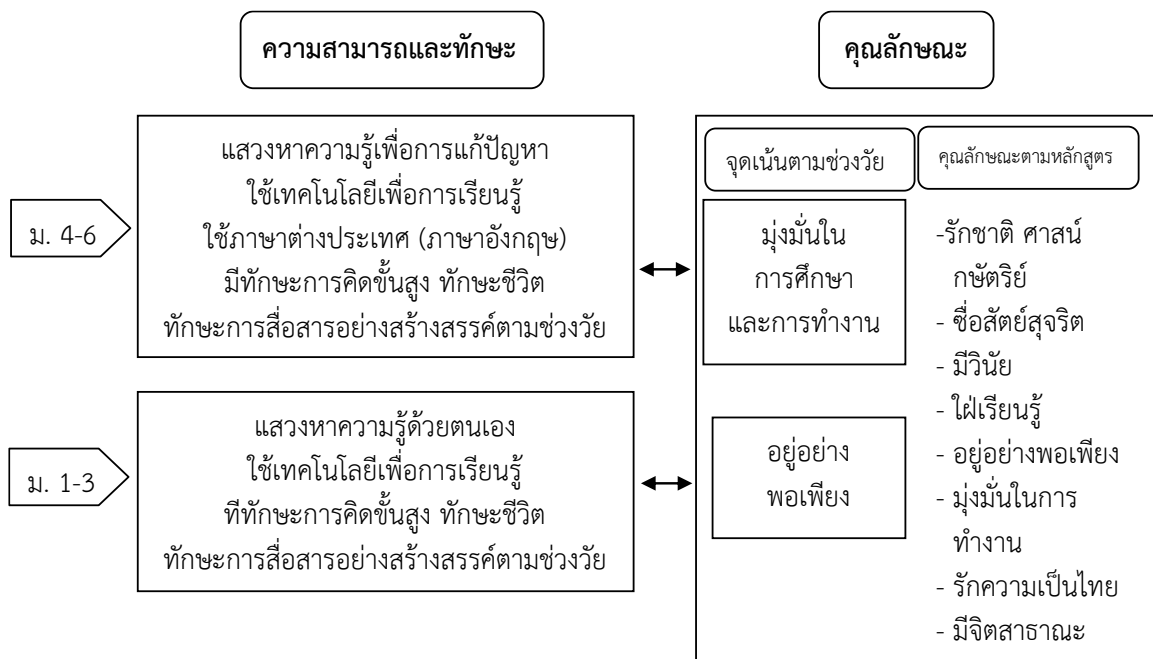 ความสามารถและทักษะ
คุณลักษณะ
ม. 4-6
แสวงหาความรู้เพื่อการแก้ปัญหา
ใช้เทคโนโลยีเพื่อการเรียนรู้
ใช้ภาษาต่างประเทศ (ภาษาอังกฤษ)
มีทักษะการคิดขั้นสูง ทักษะชีวิต
ทักษะการสื่อสารอย่างสร้างสรรค์ตามช่วงวัย
ม. 1-3
แสวงหาความรู้ด้วยตนเอง
ใช้เทคโนโลยีเพื่อการเรียนรู้
ทีทักษะการคิดขั้นสูง ทักษะชีวิต
ทักษะการสื่อสารอย่างสร้างสรรค์ตามช่วงวัย
จุดเน้นตามช่วงวัย
มุ่งมั่นใน
การศึกษา
และการทำงาน
อยู่อย่าง
พอเพียง
คุณลักษณะตามหลักสูตร
-รักชาติ ศาสน์
กษัตริย์
- ซื่อสัตย์สุจริต
- มีวินัย
- ใฝ่เรียนรู้
- อยู่อย่างพอเพียง
- มุ่งมั่นในการ
ทำงาน
- รักความเป็นไทย
- มีจิตสาธาณะ